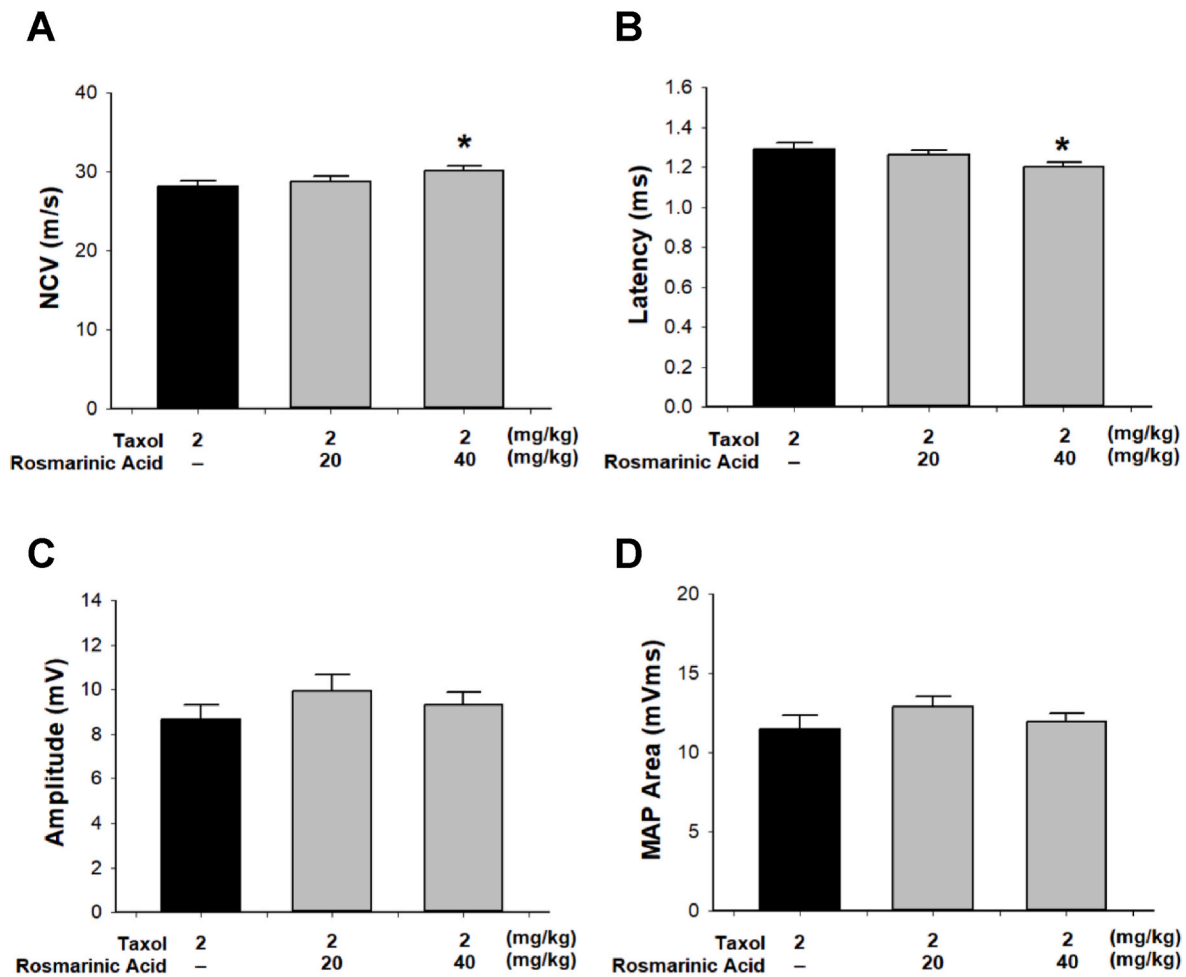 A
NCV (m/s)
40
30
20
10
0
*
Taxol 2 2 2 (mg/kg)
Rosmarinic Acid – 20 40 (mg/kg)
B
Latency (ms)
1.6
1.4
1.2
1.0
0.8
0.6
0.4
0.2
0.0
*
Taxol 2 2 2 (mg/kg)
Rosmarinic Acid – 20 40 (mg/kg)
C
Amplitude (mV)
14
12
10
8
6
4
2
0
Taxol 2 2 2 (mg/kg)
Rosmarinic Acid – 20 40 (mg/kg)
D
MAP Area (mVms)
20
15
10
5
0
Taxol 2 2 2 (mg/kg)
Rosmarinic Acid – 20 40 (mg/kg)